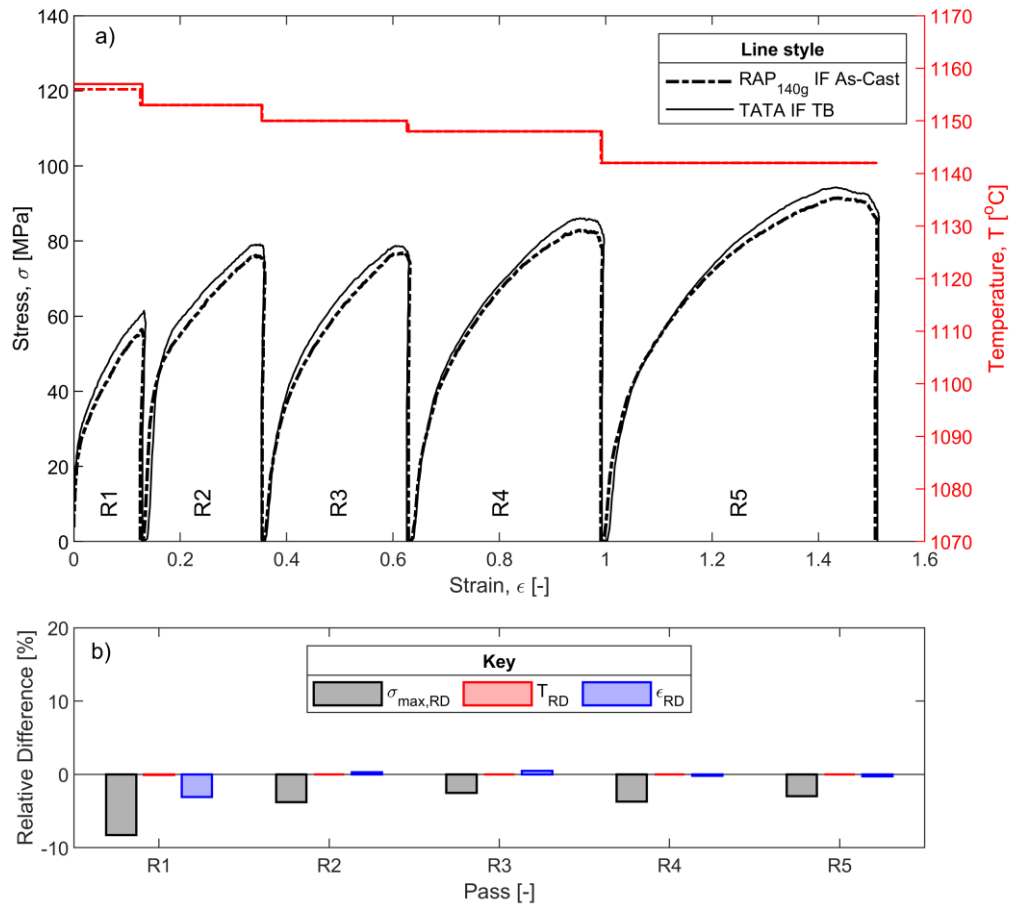 a)
Line style
RAP140g IF As-Cast
TATA IF TB
140
120
100
80
60
40
20
0
Stress, σ [MPa]
1170
1160
1150
1140
1130
1120
1110
1100
1090
1080
1070
Temperature, T [°C]
R1
R2
R3
R4
R5
0 0.2 0.4 0.6 0.8 1 1.2 1.4 1.6
Strain, ϵ [-]
b)
Key
σmax,RD TRD ϵRD
20
10
0
-10
Relative Difference [%]
R1 R2 R3 R4 R5
Pass [-]